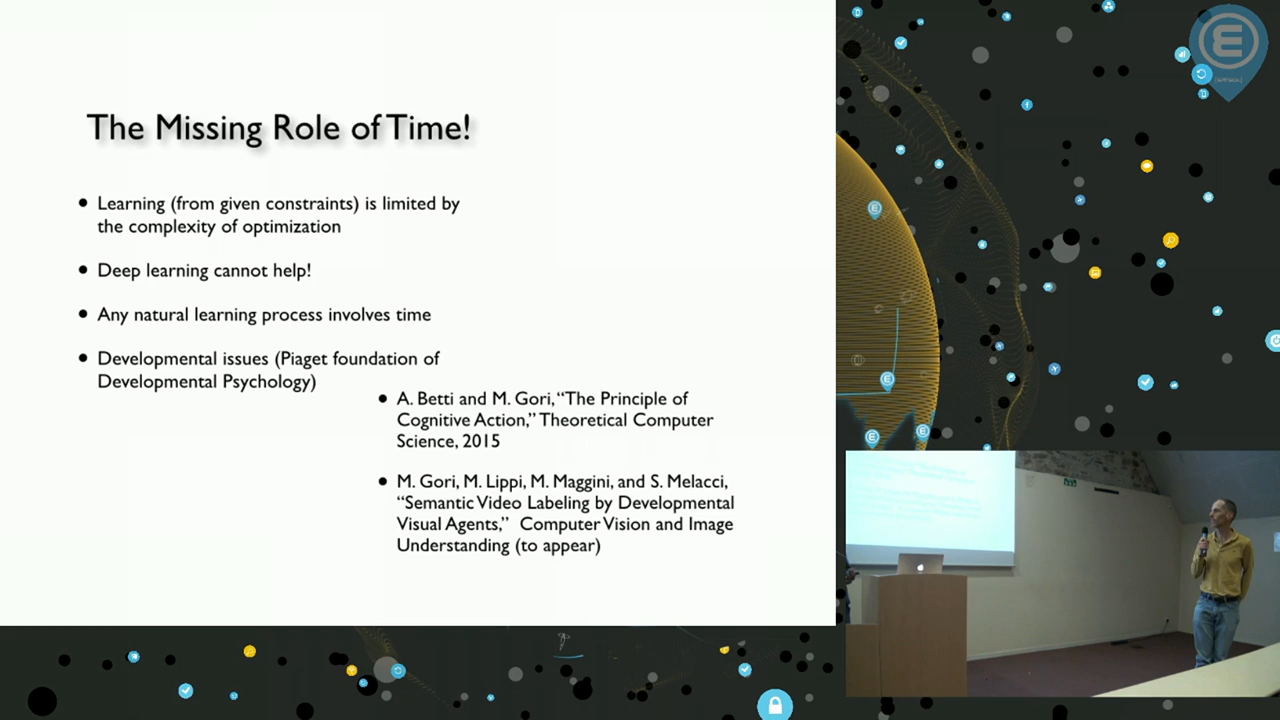 The Missing Role of Time!
• Learning (from given constraints) is limited by
the complexity of optimization
• Deep learning cannot help!
• Any natural learning process involves time
• Developmental issues (Piaget foundation of
Developmental Psychology)
• A. Betti and M. Gori, “The Principle of
Cognitive Action,” Theoretical Computer
Science, 2015
• M. Gori, M. Lippi, M. Maggini, and S. Melacci,
“Semantic Video Labeling by Developmental
Visual Agents,” Computer Vision and Image
Understanding (to appear)